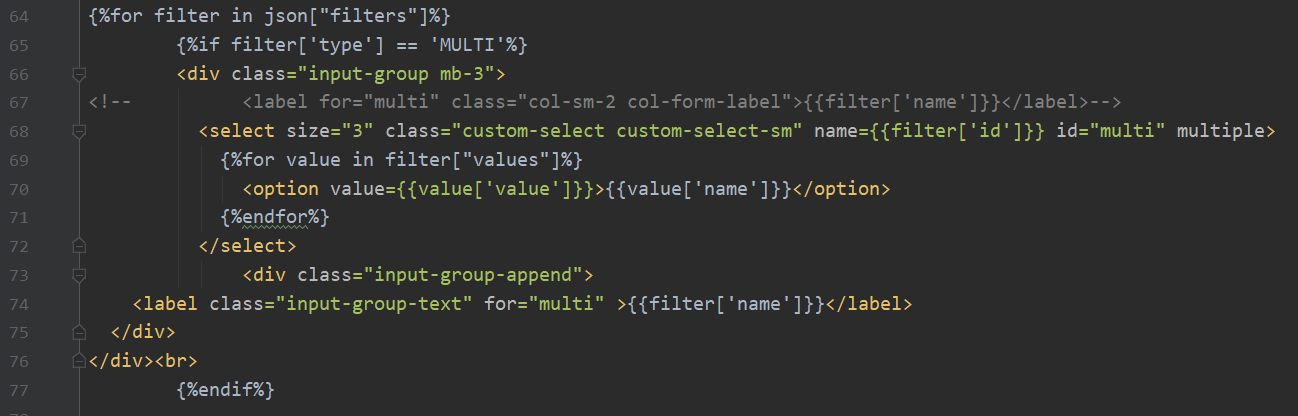 64 {%for filter in json["filters"]%}
65 {%if filter['type'] == 'MULTI'%}
66 <div class="input-group mb-3">
67 <!-- <label for="multi" class="col-sm-2 col-form-label">{{filter['name']}}</label>-->
68 <select size="3" class="custom-select custom-select-sm" name={{filter['id']}} id="multi" multiple>
69 {%for value in filter["values"]%}
70 <option value={{value['value']}}>{{value['name']}}</option>
71 {%endfor%}
72 </select>
73 <div class="input-group-append">
74 <label class="input-group-text" for="multi" >{{filter['name']}}</label>
75 </div>
76 </div><br>
77 {%endif%}